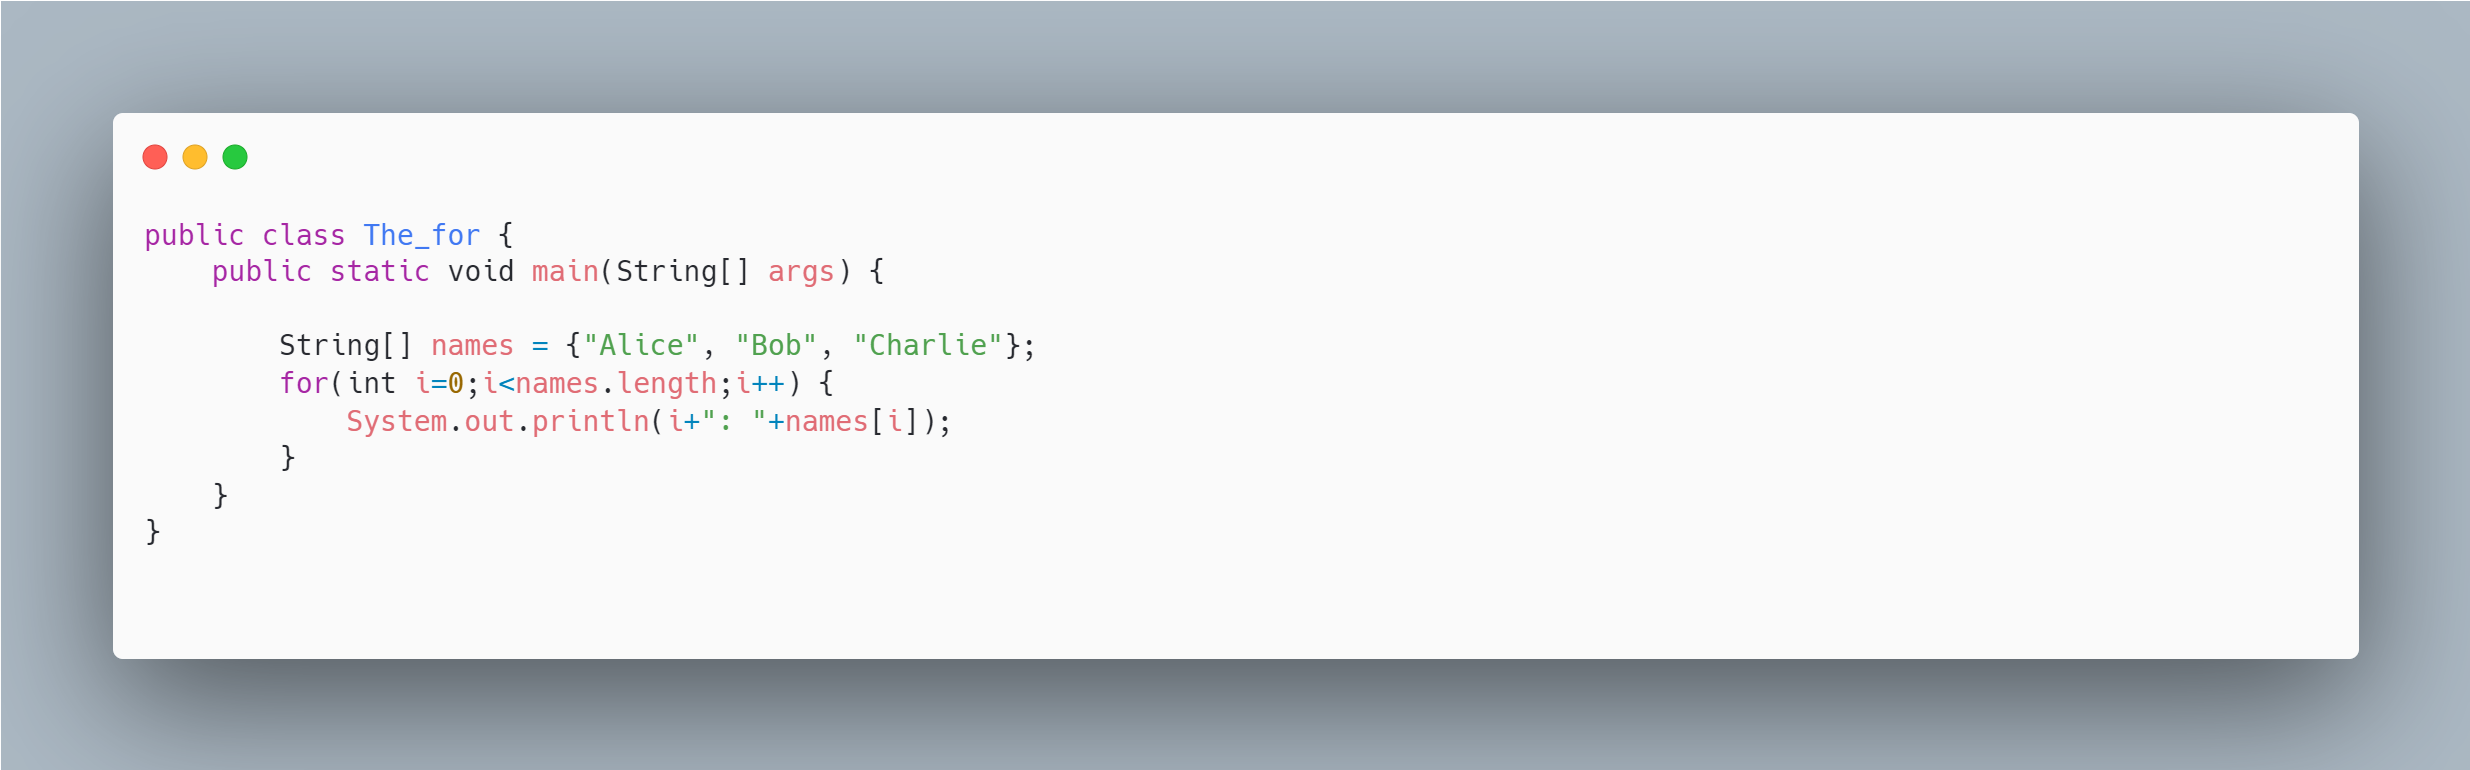 public class The_for {
    public static void main(String[] args) {

        String[] names = {"Alice", "Bob", "Charlie"};
        for(int i=0;i<names.length;i++) {
            System.out.println(i+": "+names[i]);
        }
    }
}